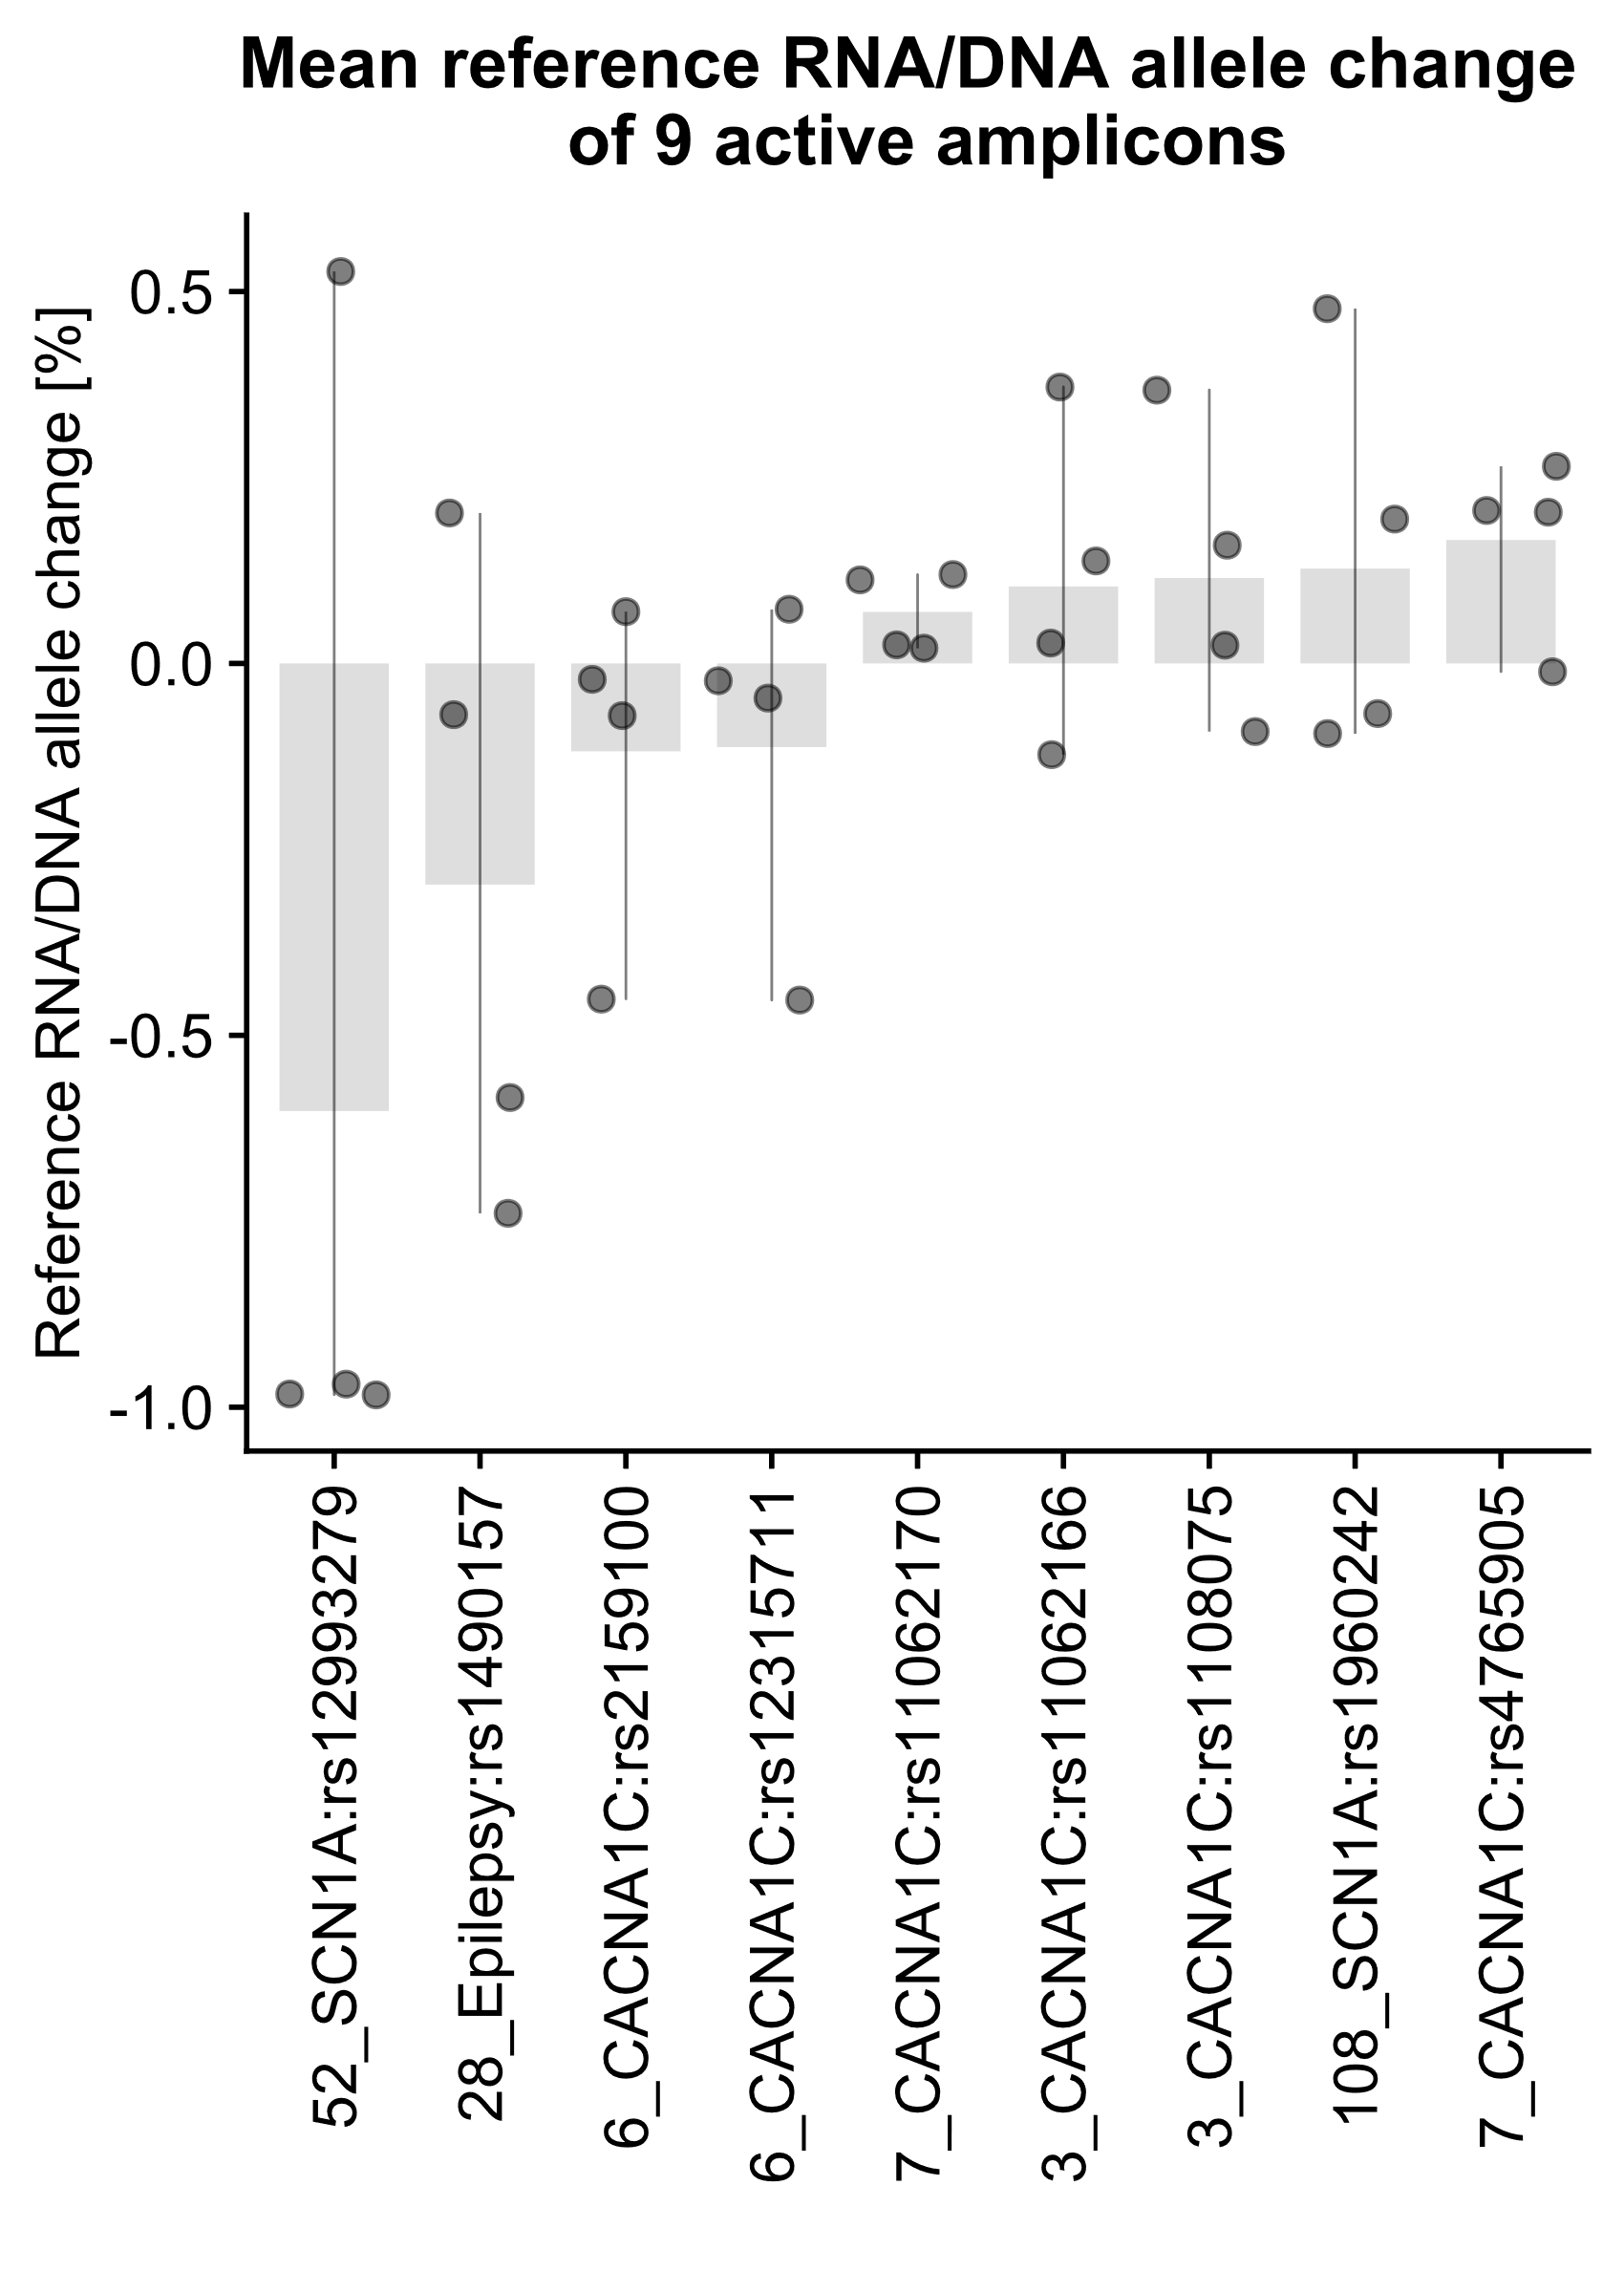 Mean reference RNA/DNA allele change
of 9 active amplicons
Reference RNA/DNA allele change [%]
0.5
0.0
-0.5
-1.0
52_SCN1A:rs12993279
28_Epilepsy:rs1490157
6_CACNA1C:rs2159100
6_CACNA1C:rs12315711
7_CACNA1C:rs11062170
3_CACNA1C:rs11062166
3_CACNA1C:rs1108075
108_SCN1A:rs1960242
7_CACNA1C:rs4765905